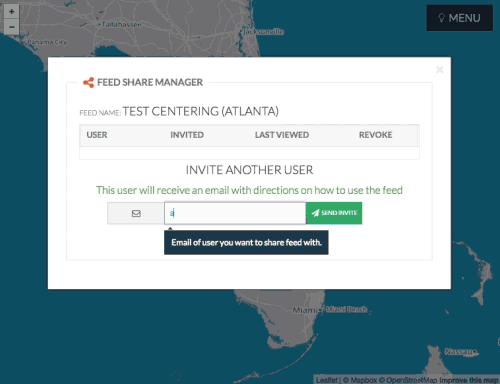 +
Tallahassee
Jacksonville
MENU
−
Panama City
×
FEED SHARE MANAGER
FEED NAME: TEST CENTERING (ATLANTA)
USER INVITED LAST VIEWED REVOKE
INVITE ANOTHER USER
This user will receive an email with directions on how to use the feed
a
SEND INVITE
Email of user you want to share feed with.
Miami
Miami Beach
Nassau
Leaflet | © Mapbox © OpenStreetMap Improve this map